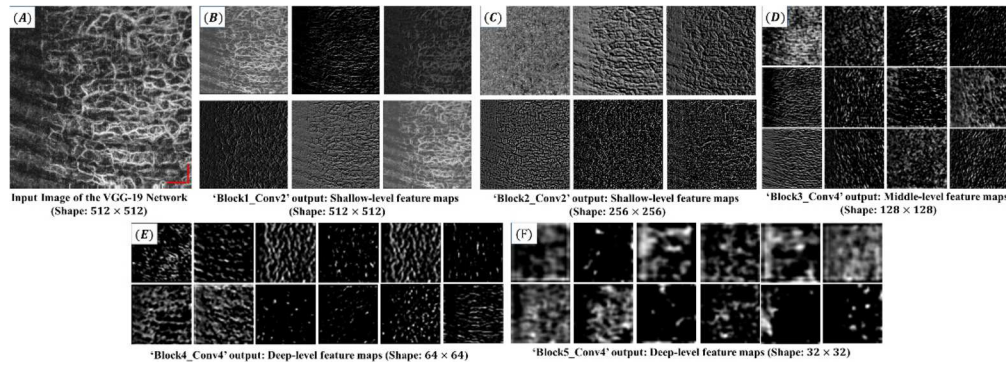 (A)
(B)
(C)
(D)
Input Image of the VGG-19 Network
(Shape: 512 × 512)
'Block1_Conv2' output: Shallow-level feature maps
(Shape: 512 × 512)
'Block2_Conv2' output: Shallow-level feature maps
(Shape: 256 × 256)
'Block3_Conv4' output: Middle-level feature maps
(Shape: 128 × 128)
(E)
(F)
'Block4_Conv4' output: Deep-level feature maps (Shape: 64 × 64)
'Block5_Conv4' output: Deep-level feature maps (Shape: 32 × 32)